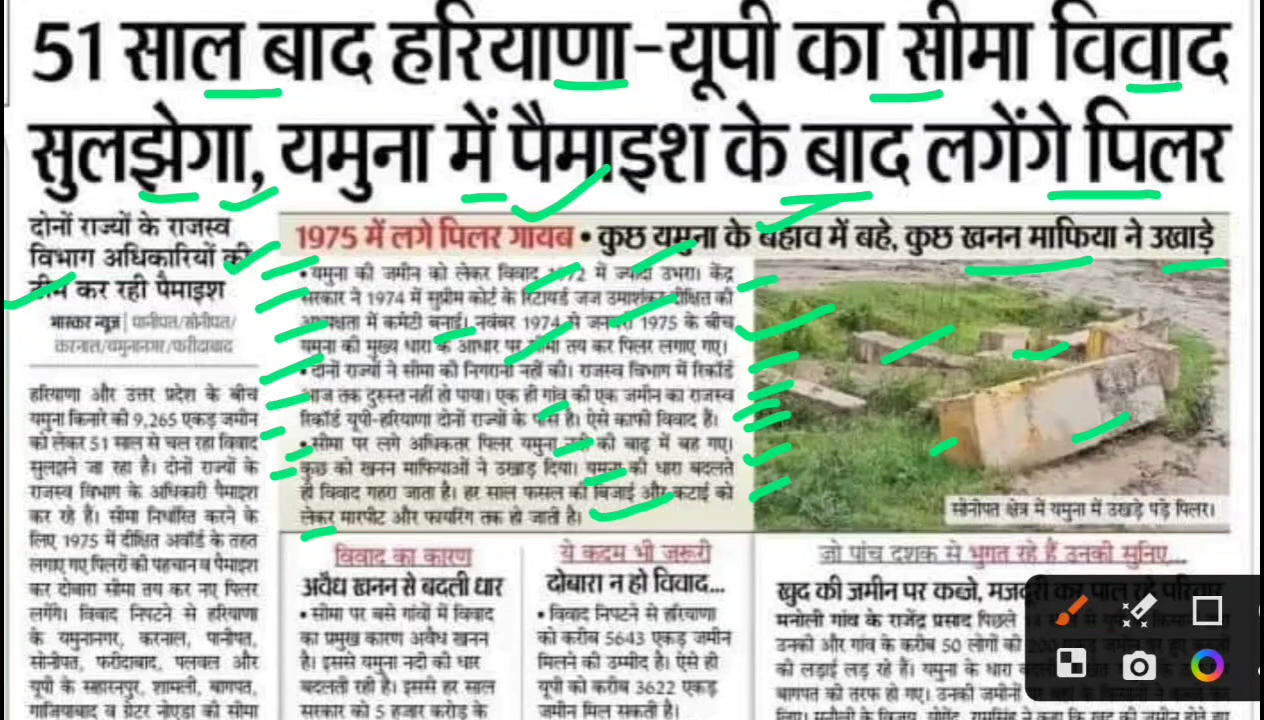 51 साल बाद हरियाणा-यूपी का सीमा विवाद
सुलझेगा, यमुना में पैमाइश के बाद लगेंगे पिलर
दोनों राज्यों के राजस्व
विभाग अधिकारियों की
टीम कर रही पैमाइश
भास्कर न्यूज | पानीपत/सोनीपत/
करनाल/यमुनानगर/फरीदाबाद
हरियाणा और उत्तर प्रदेश के बीच
यमुना किनारे की 9,265 एकड़ जमीन
को लेकर 51 साल से चल रहा विवाद
सुलझने जा रहा है। दोनों राज्यों के
राजस्व विभाग के अधिकारी पैमाइश
कर रहे हैं। सीमा निर्धारित करने के
लिए 1975 में दीक्षित अवॉर्ड के तहत
लगाए गए पिलरों की पहचान व पैमाइश
कर दोबारा सीमा तय कर नए पिलर
लगेंगे। विवाद निपटने से हरियाणा
के यमुनानगर, करनाल, पानीपत,
सोनीपत, फरीदाबाद, पलवल और
यूपी के सहारनपुर, शामली, बागपत,
गाजियाबाद व ग्रेटर नोएडा की सीमा
1975 में लगे पिलर गायब • कुछ यमुना के बहाव में बहे, कुछ खनन माफिया ने उखाड़े
• यमुना की जमीन को लेकर विवाद 1972 में ज्यादा उभरा। केंद्र
सरकार ने 1974 में सुप्रीम कोर्ट के रिटायर्ड जज उमाशंकर दीक्षित की
अध्यक्षता में कमेटी बनाई। नवंबर 1974 से जनवरी 1975 के बीच
यमुना की मुख्य धारा के आधार पर सीमा तय कर पिलर लगाए गए।
• दोनों राज्यों ने सीमा की निगरानी नहीं की। राजस्व विभाग में रिकॉर्ड
आज तक दुरुस्त नहीं हो पाया। एक ही गांव की एक जमीन का राजस्व
रिकॉर्ड यूपी-हरियाणा दोनों राज्यों के पास है। ऐसे काफी विवाद हैं।
• सीमा पर लगे अधिकतर पिलर यमुना नदी की बाढ़ में बह गए।
कुछ को खनन माफियाओं ने उखाड़ दिया। यमुना की धारा बदलते
ही विवाद गहरा जाता है। हर साल फसल की बिजाई और कटाई को
लेकर मारपीट और फायरिंग तक हो जाती है।
सोनीपत क्षेत्र में यमुना में उखड़े पड़े पिलर।
विवाद का कारण
अवैध खनन से बदली धार
• सीमा पर बसे गांवों में विवाद
का प्रमुख कारण अवैध खनन
है। इससे यमुना नदी की धार
बदलती रही है। इससे हर साल
सरकार को 5 हजार करोड़ के
ये कदम भी जरूरी
दोबारा न हो विवाद...
• विवाद निपटने से हरियाणा
को करीब 5643 एकड़ जमीन
मिलने की उम्मीद है। ऐसे ही
यूपी को करीब 3622 एकड़
जमीन मिल सकती है।
जो पांच दशक से भुगत रहे हैं उनकी सुनिए...
खुद की जमीन पर कब्जे, मजदूरी कर पाल रहे परिवार
मनोली गांव के राजेंद्र प्रसाद पिछले
उनको और गांव के करीब 50 लोगों की 200
की लड़ाई लड़ रहे हैं। यमुना के धारा
बागपत की तरफ हो गए। उनकी जमीनों